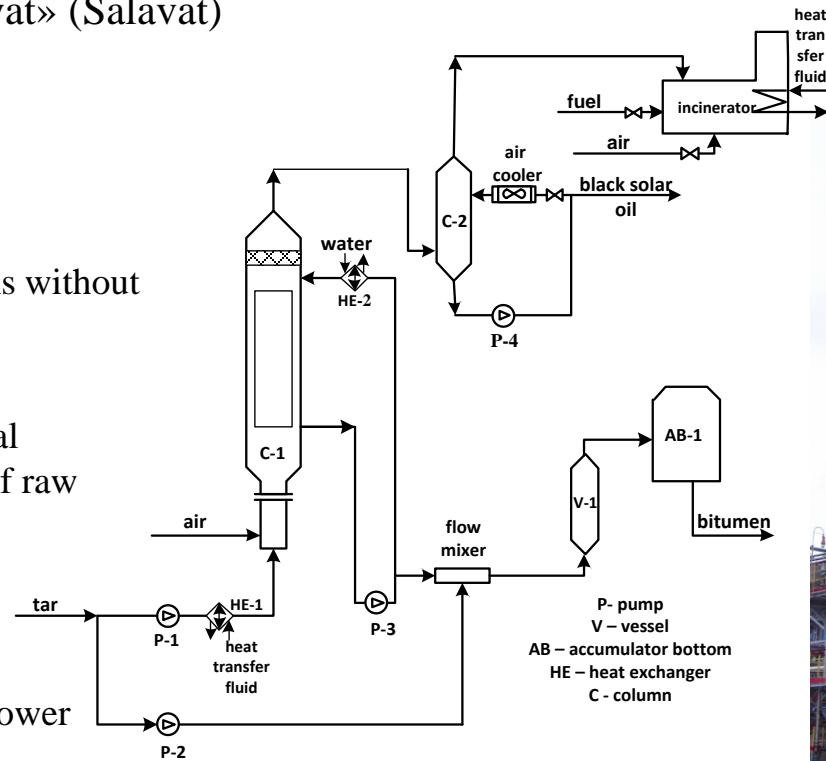 vat» (Salavat)
s without
al
f raw
ower
heat
tran
sfer
fluid
fuel
incinerator
air
air
cooler
black solar
oil
C-2
water
HE-2
P-4
C-1
AB-1
V-1
air
flow
mixer
bitumen
tar
HE-1
P-1
heat
transfer
fluid
P-3
P-2
P- pump
V – vessel
AB – accumulator bottom
HE – heat exchanger
C - column